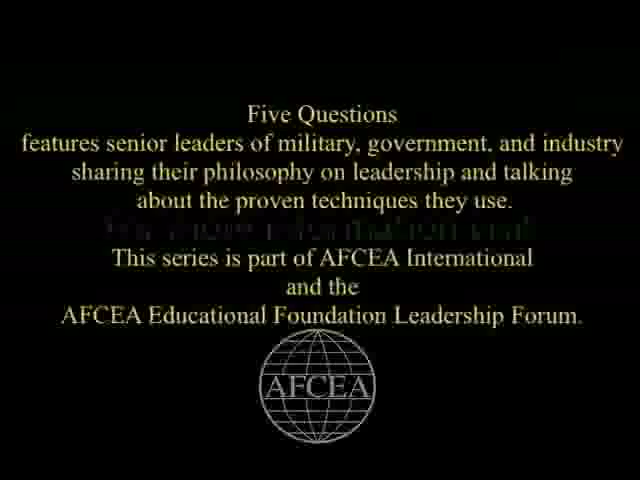 Five Questions
features senior leaders of military, government, and industry
sharing their philosophy on leadership and talking
about the proven techniques they use.
This series is part of AFCEA International
and the
AFCEA Educational Foundation Leadership Forum.
AFCEA